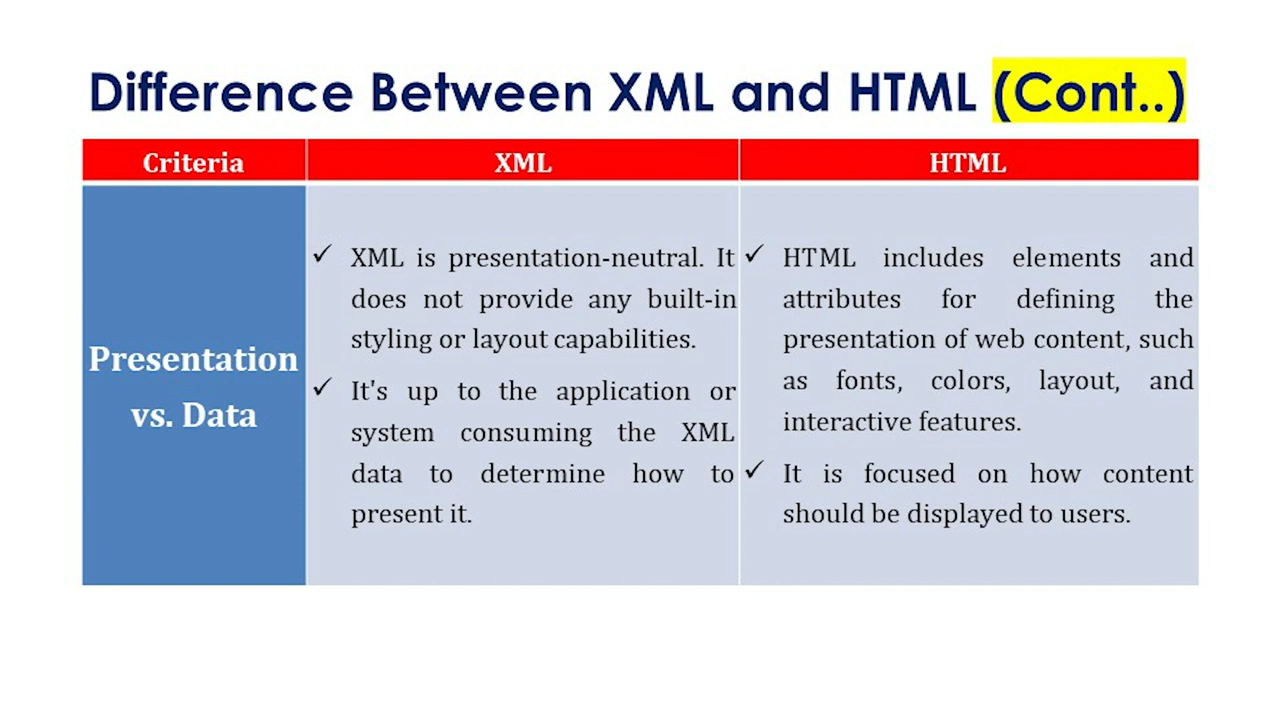 Difference Between XML and HTML (Cont..)
Criteria
XML
HTML
Presentation
vs. Data
✓ XML is presentation-neutral. It
does not provide any built-in
styling or layout capabilities.
✓ It's up to the application or
system consuming the XML
data to determine how to
present it.
✓ HTML includes elements and
attributes for defining the
presentation of web content, such
as fonts, colors, layout, and
interactive features.
✓ It is focused on how content
should be displayed to users.